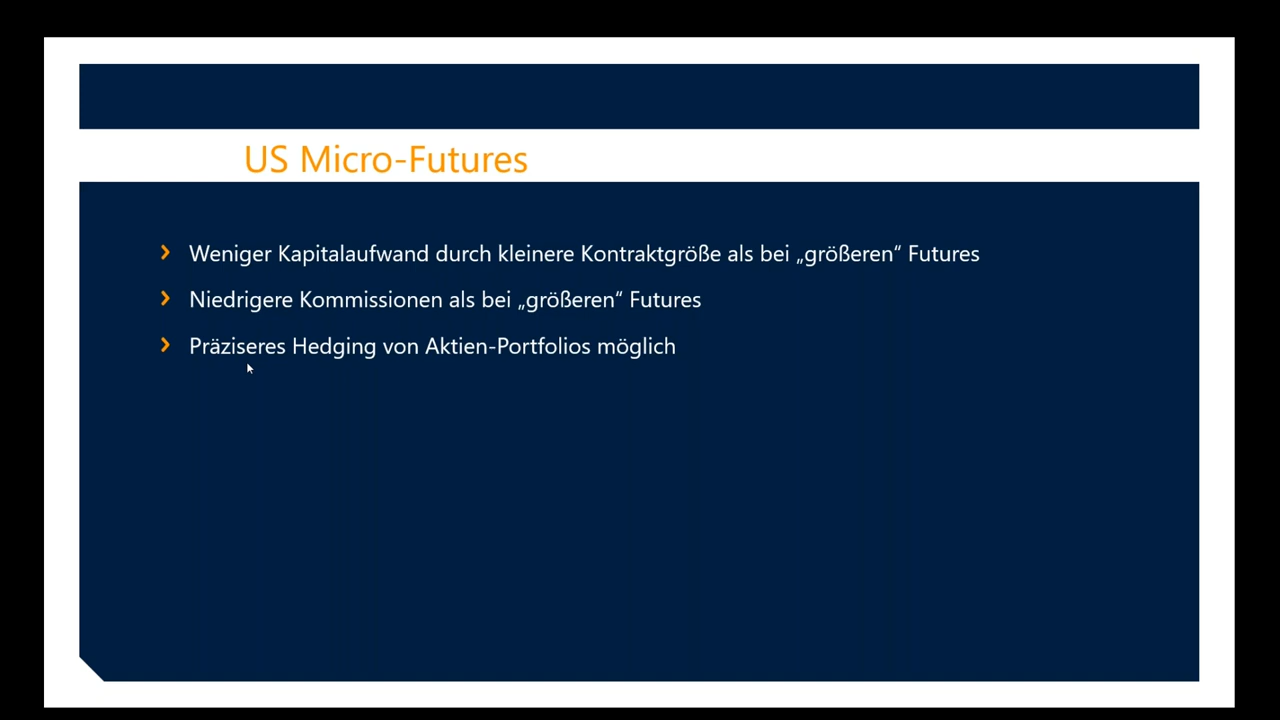 US Micro-Futures
Weniger Kapitalaufwand durch kleinere Kontraktgröße als bei „größeren“ Futures
Niedrigere Kommissionen als bei „größeren“ Futures
Präziseres Hedging von Aktien-Portfolios möglich